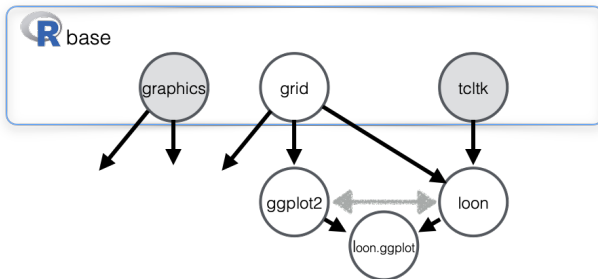 R base
graphics
grid
tcltk
ggplot2
loon
loon.ggplot